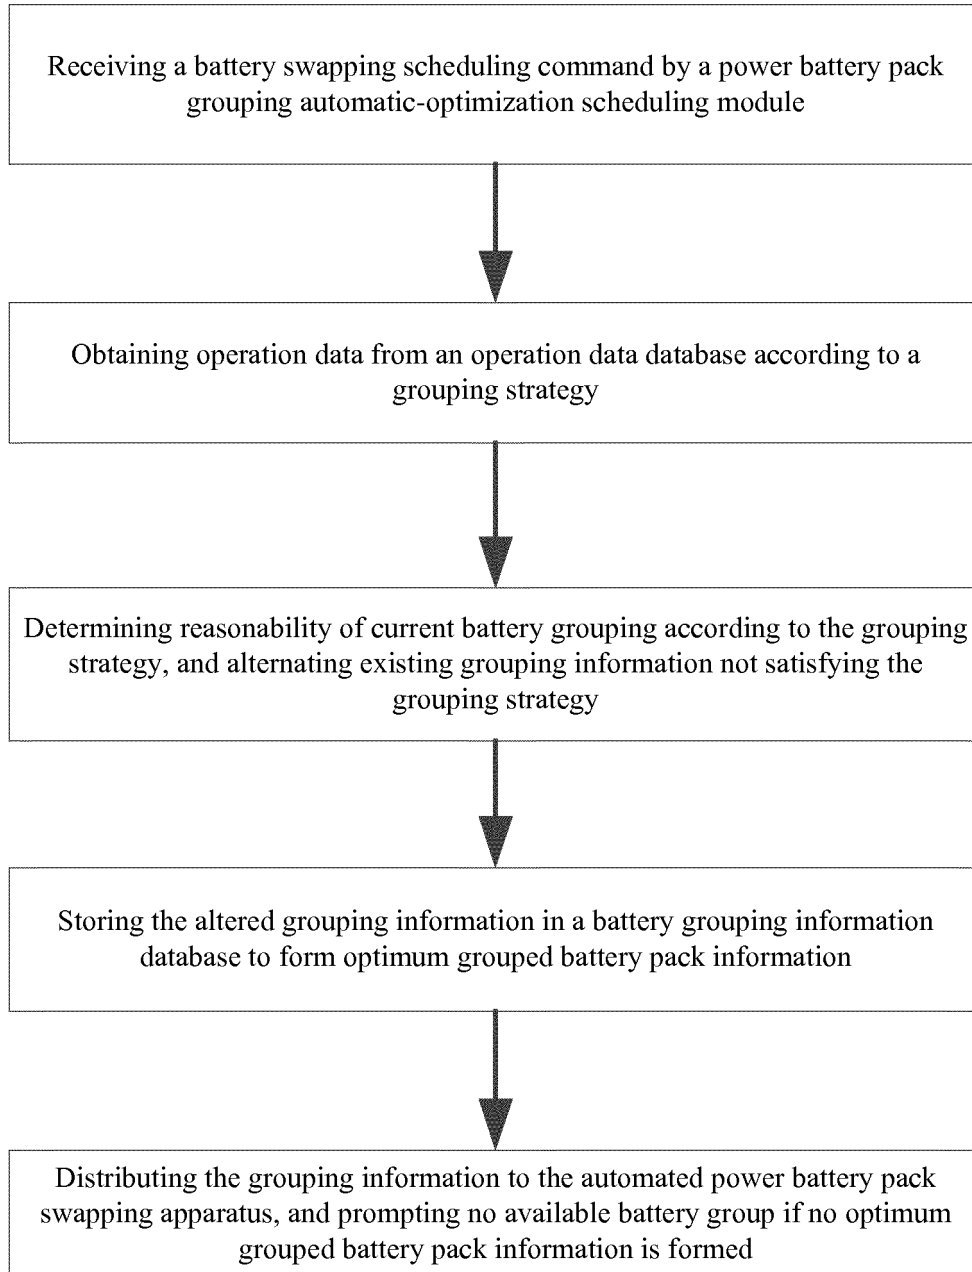 Receiving a battery swapping scheduling command by a power battery pack
grouping automatic-optimization scheduling module
Obtaining operation data from an operation data database according to a
grouping strategy
Determining reasonability of current battery grouping according to the grouping
strategy, and alternating existing grouping information not satisfying the
grouping strategy
Storing the altered grouping information in a battery grouping information
database to form optimum grouped battery pack information
Distributing the grouping information to the automated power battery pack
swapping apparatus, and prompting no available battery group if no optimum
grouped battery pack information is formed